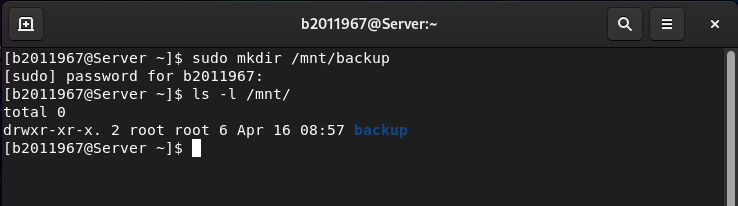 b2011967@Server:~
[b2011967@Server ~]$ sudo mkdir /mnt/backup
[sudo] password for b2011967:
[b2011967@Server ~]$ ls -l /mnt/
total 0
drwxr-xr-x. 2 root root 6 Apr 16 08:57 backup
[b2011967@Server ~]$